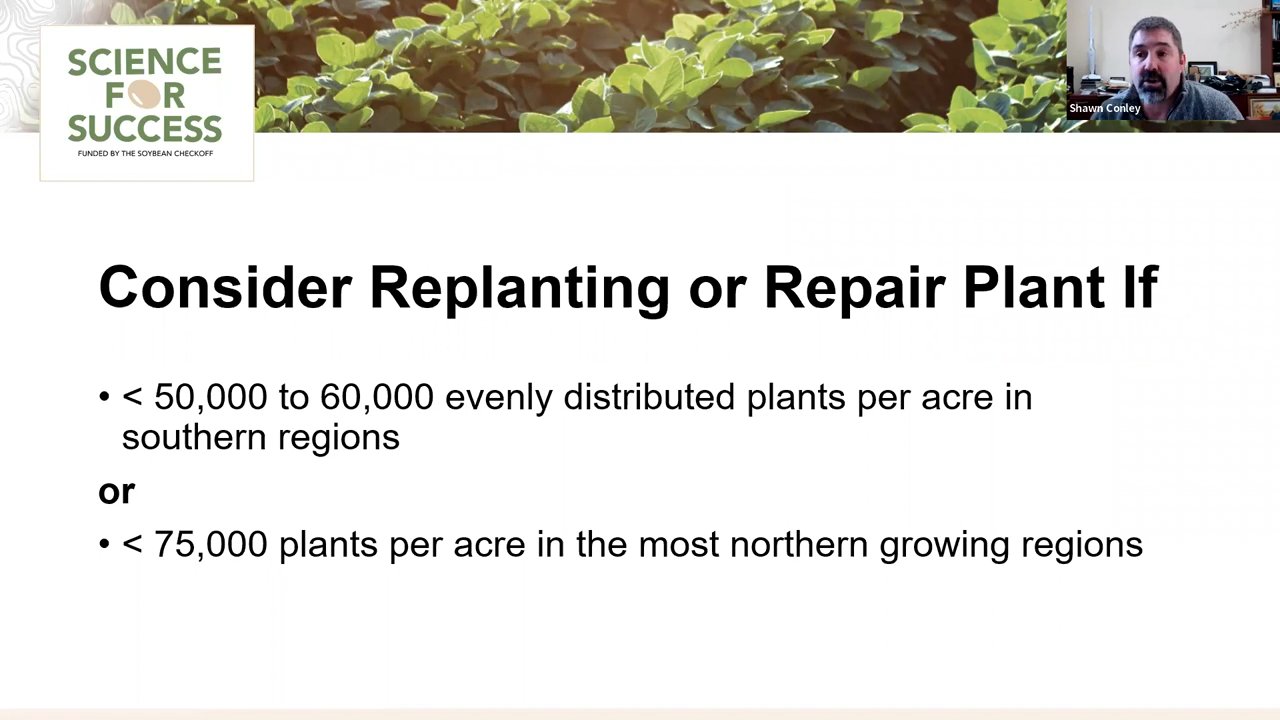 SCIENCE
FOR
SUCCESS
FUNDED BY THE SOYBEAN CHECKOFF
Shawn Conley
Consider Replanting or Repair Plant If
• < 50,000 to 60,000 evenly distributed plants per acre in
southern regions
or
• < 75,000 plants per acre in the most northern growing regions